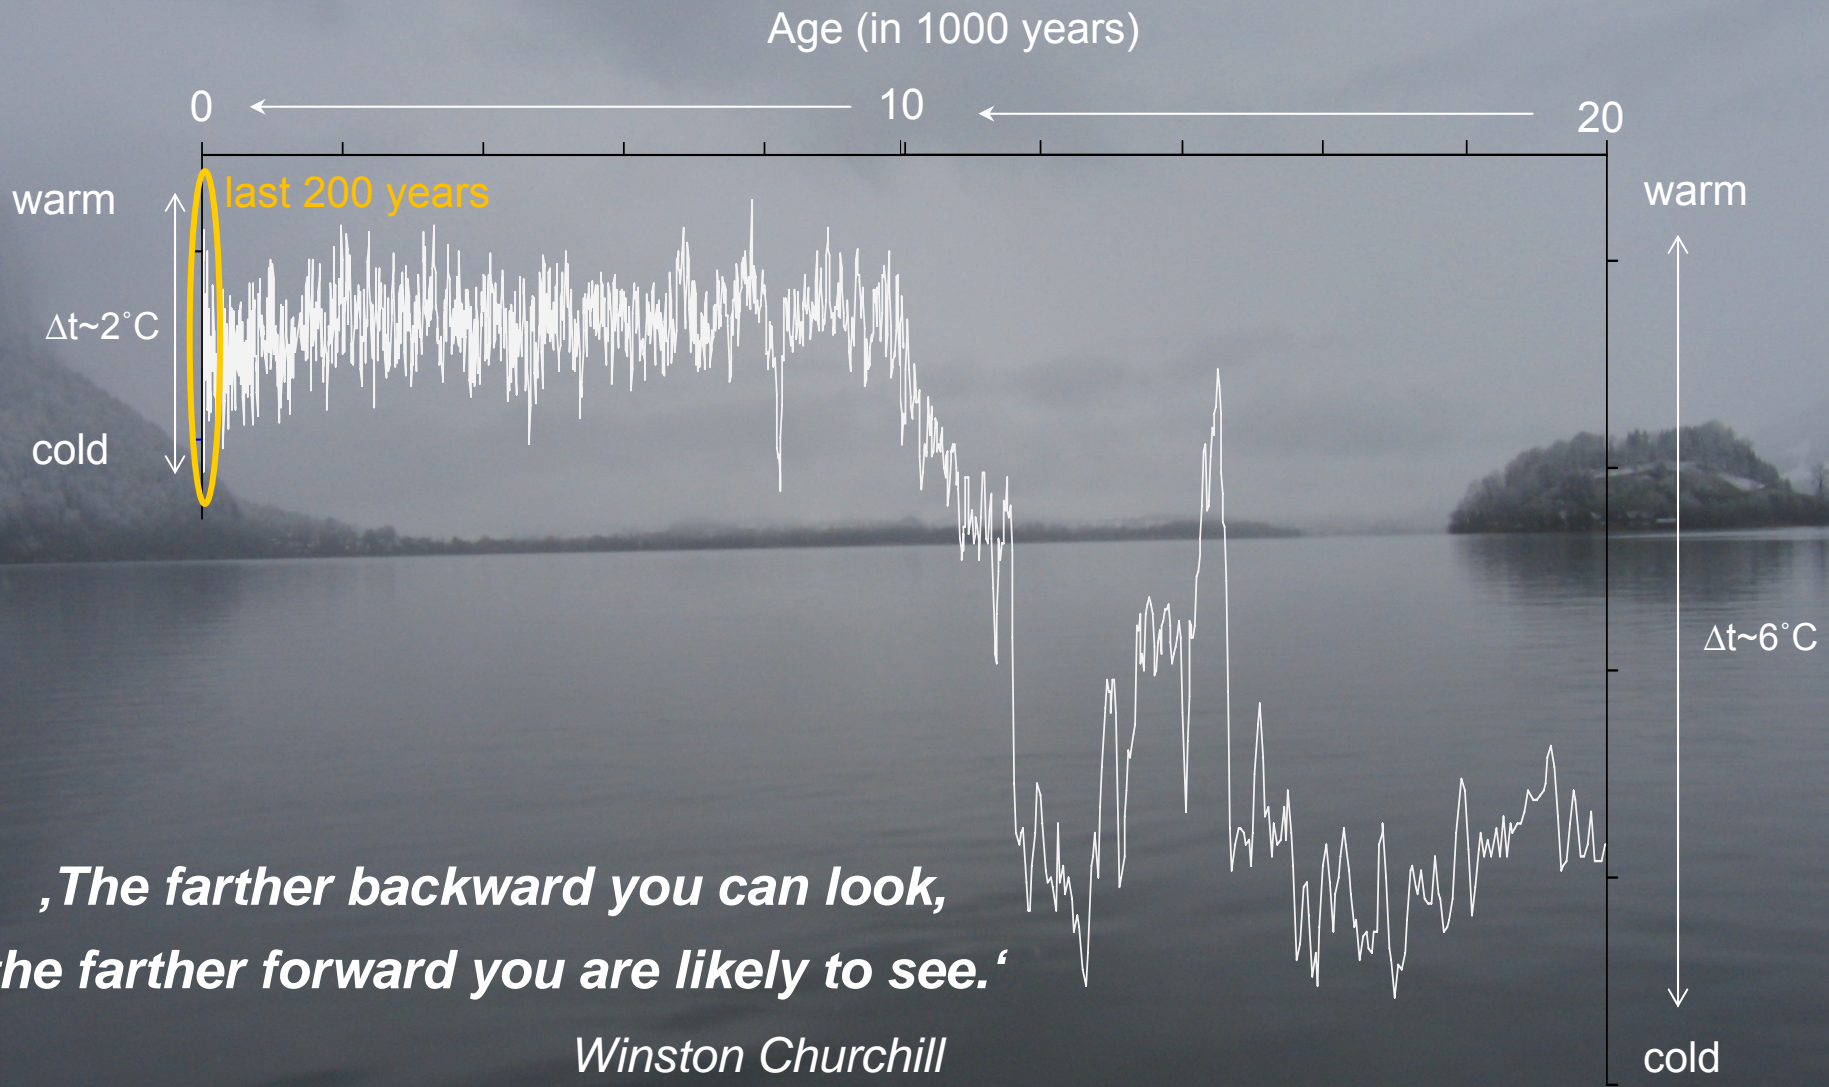 Age (in 1000 years)
0 10 20
warm last 200 years warm
Δt~2°C
cold
Δt~6°C
‚The farther backward you can look,
he farther forward you are likely to see.‘
Winston Churchill cold